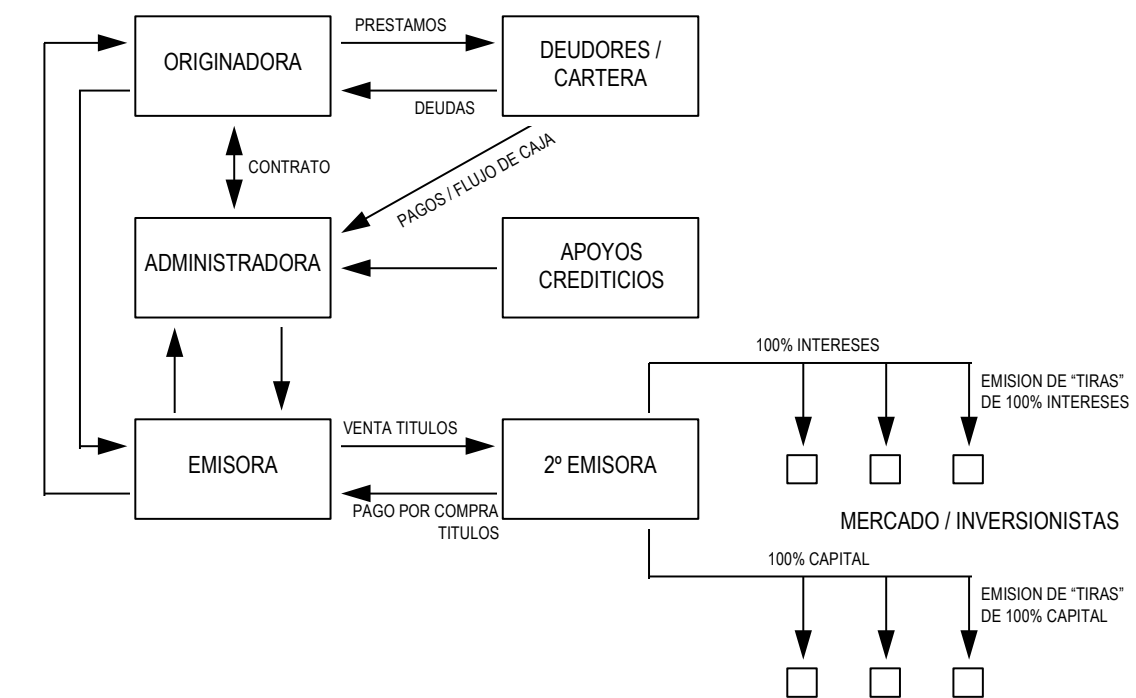 PRESTAMOS
ORIGINADORA
DEUDORES /
CARTERA
DEUDAS
CONTRATO
PAGOS / FLUJO DE CAJA
ADMINISTRADORA
APOYOS
CREDITICIOS
100% INTERESES
EMISION DE “TIRAS”
DE 100% INTERESES
VENTA TITULOS
EMISORA
2º EMISORA
PAGO POR COMPRA
TITULOS
MERCADO / INVERSIONISTAS
100% CAPITAL
EMISION DE “TIRAS”
DE 100% CAPITAL